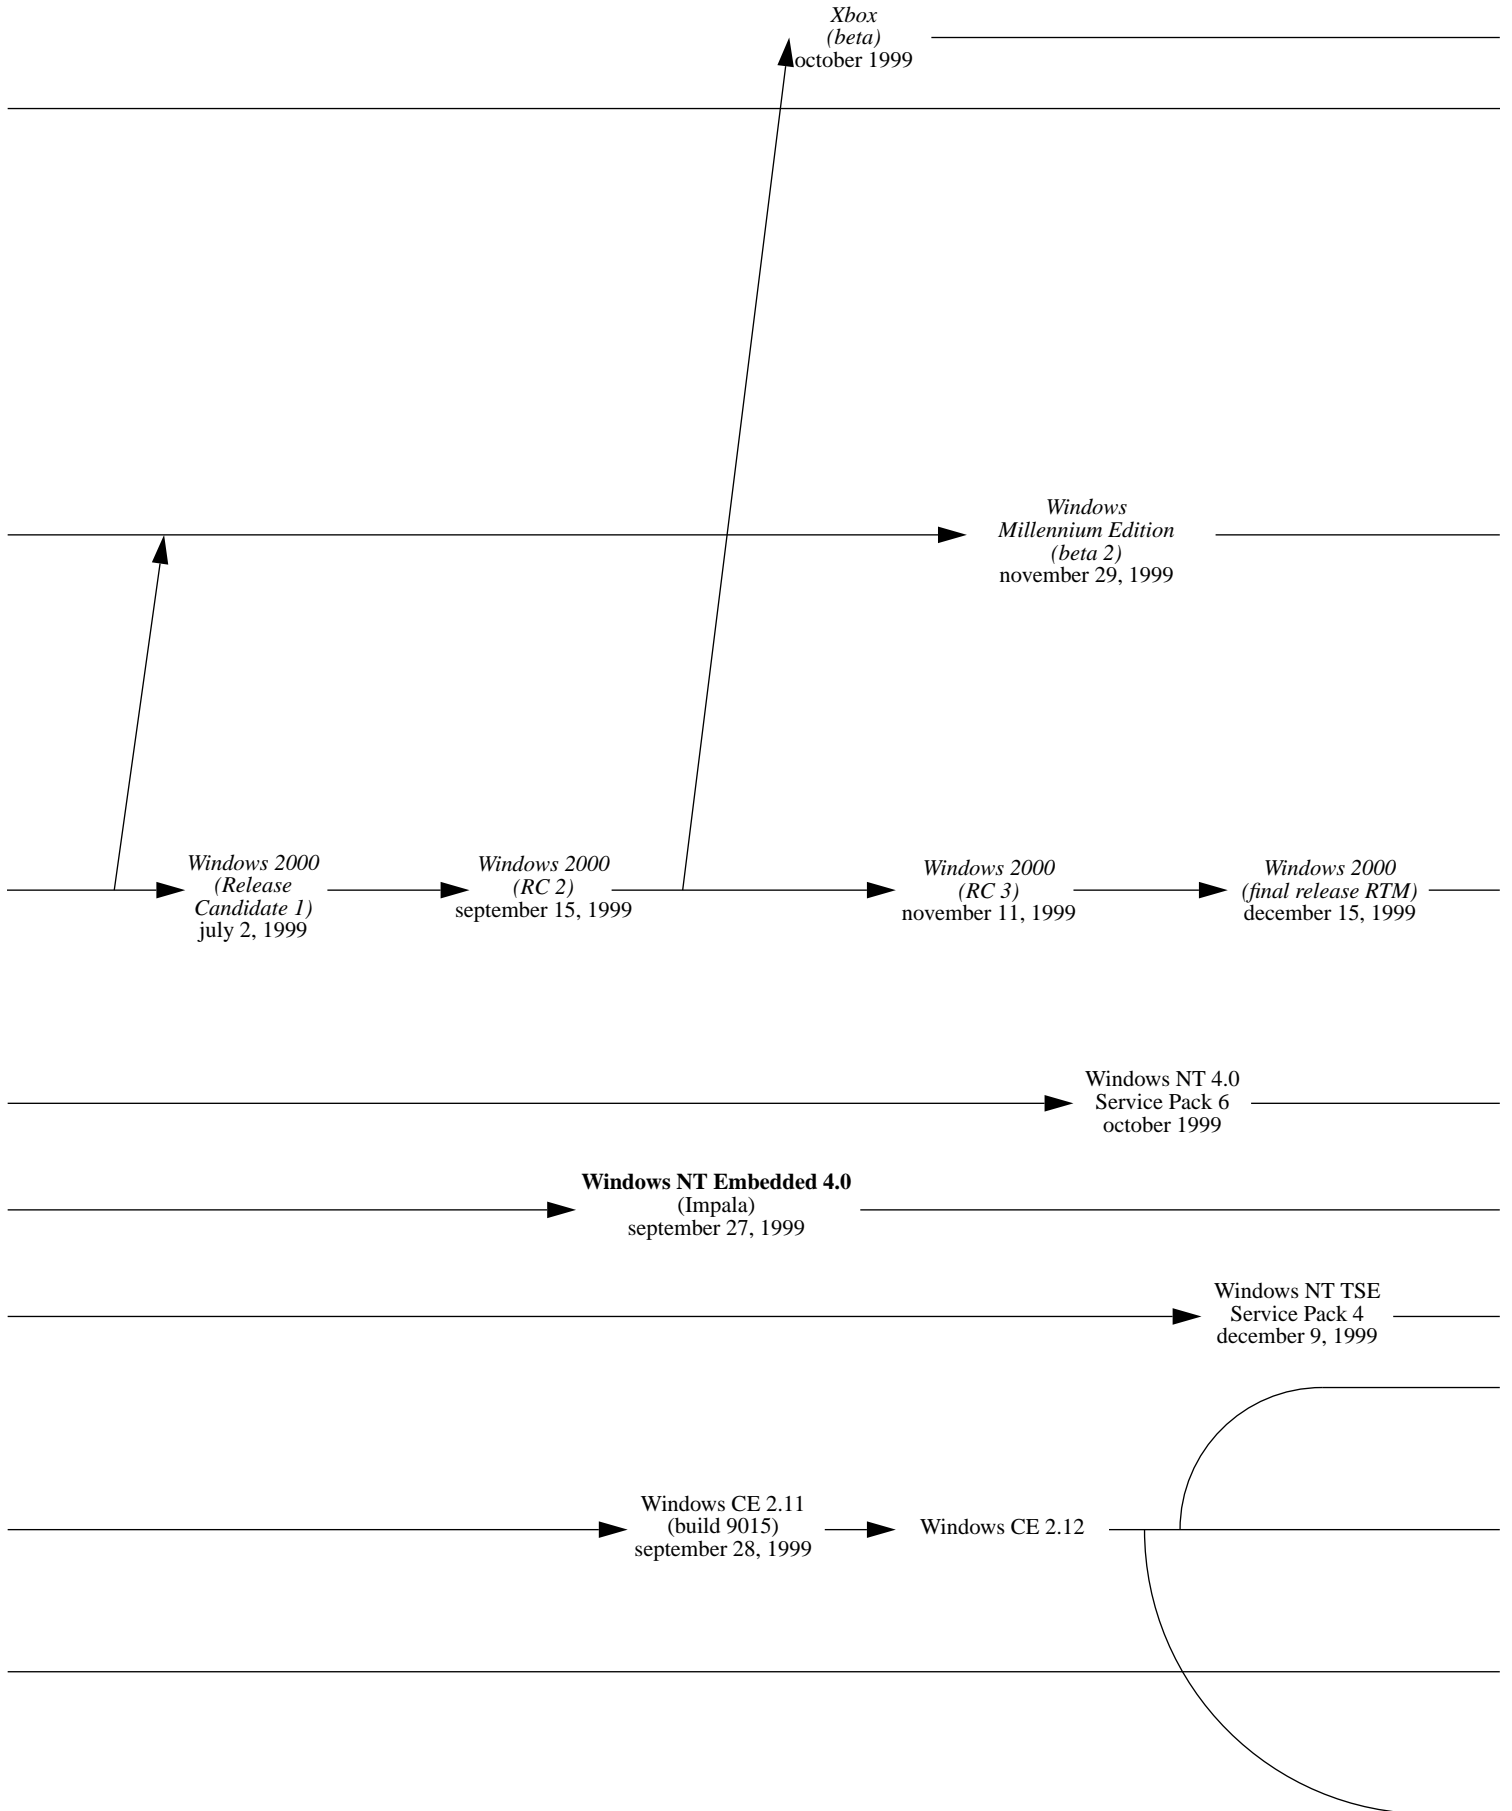 Xbox
(beta)
october 1999
Windows
Millennium Edition
(beta 2)
november 29, 1999
Windows 2000
(Release
Candidate 1)
july 2, 1999
Windows 2000
(RC 2)
september 15, 1999
Windows 2000
(RC 3)
november 11, 1999
Windows 2000
(final release RTM)
december 15, 1999
Windows NT 4.0
Service Pack 6
october 1999
Windows NT Embedded 4.0
(Impala)
september 27, 1999
Windows NT TSE
Service Pack 4
december 9, 1999
Windows CE 2.11
(build 9015)
september 28, 1999
Windows CE 2.12